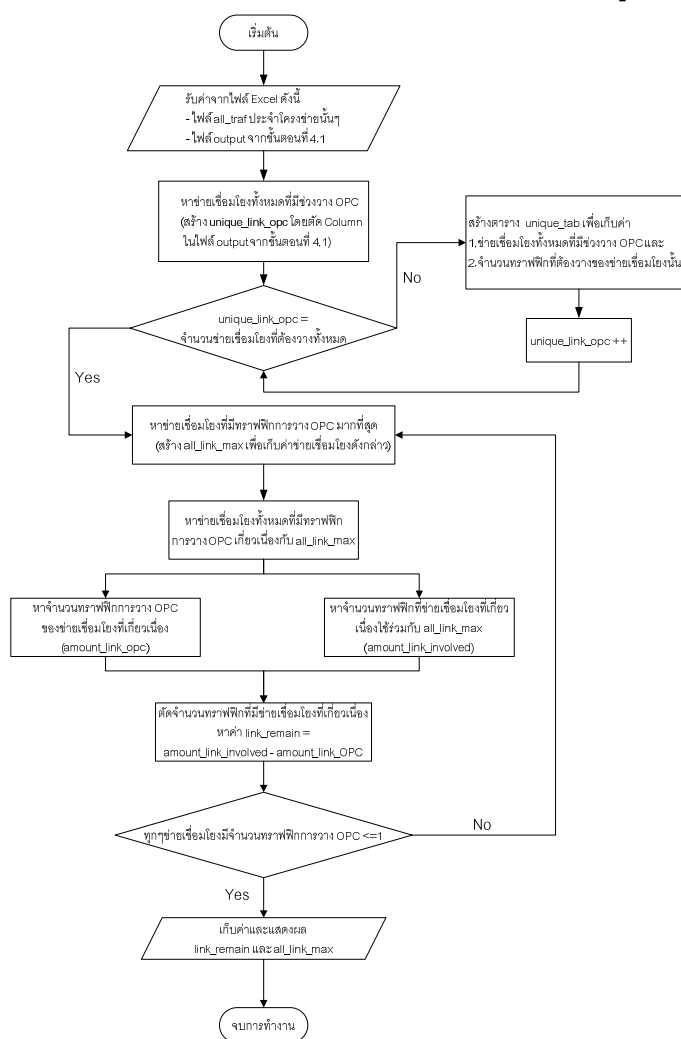 เริ่มต้น
รับค่าจากไฟล์ Excel ดังนี้
- ไฟล์ all_traf ประจำโครงข่ายนั้นๆ
- ไฟล์ output จากขั้นตอนที่ 4.1
หาข่ายเชื่อมโยงทั้งหมดที่มีช่วงวาง OPC
(สร้าง unique_link_opc โดยตัด Column
ในไฟล์ output จากขั้นตอนที่ 4.1)
สร้างตาราง unique_tab เพื่อเก็บค่า
1.ข่ายเชื่อมโยงทั้งหมดที่มีช่วงวาง OPC และ
2.จำนวนทราฟฟิกที่ต้องวางของข่ายเชื่อมโยงนั้น
No
unique_link_opc =
จำนวนข่ายเชื่อมโยงที่ต้องวางทั้งหมด
unique_link_opc ++
Yes
หาข่ายเชื่อมโยงที่มีทราฟฟิกการวาง OPC มากที่สุด
(สร้าง all_link_max เพื่อเก็บค่าข่ายเชื่อมโยงดังกล่าว)
หาข่ายเชื่อมโยงทั้งหมดที่มีทราฟฟิก
การวาง OPC เกี่ยวเนื่องกับ all_link_max
หาจำนวนทราฟฟิกการวาง OPC
ของข่ายเชื่อมโยงที่เกี่ยวเนื่อง
(amount_link_opc)
หาจำนวนทราฟฟิกที่ข่ายเชื่อมโยงที่เกี่ยว
เนื่องใช้ร่วมกับ all_link_max
(amount_link_involved)
ตัดจำนวนทราฟฟิกที่มีข่ายเชื่อมโยงที่เกี่ยวเนื่อง
หาค่า link_remain =
amount_link_involved - amount_link_OPC
ทุกๆข่ายเชื่อมโยงมีจำนวนทราฟฟิกการวาง OPC <=1
No
Yes
เก็บค่าและแสดงผล
link_remain และ all_link_max
จบการทำงาน